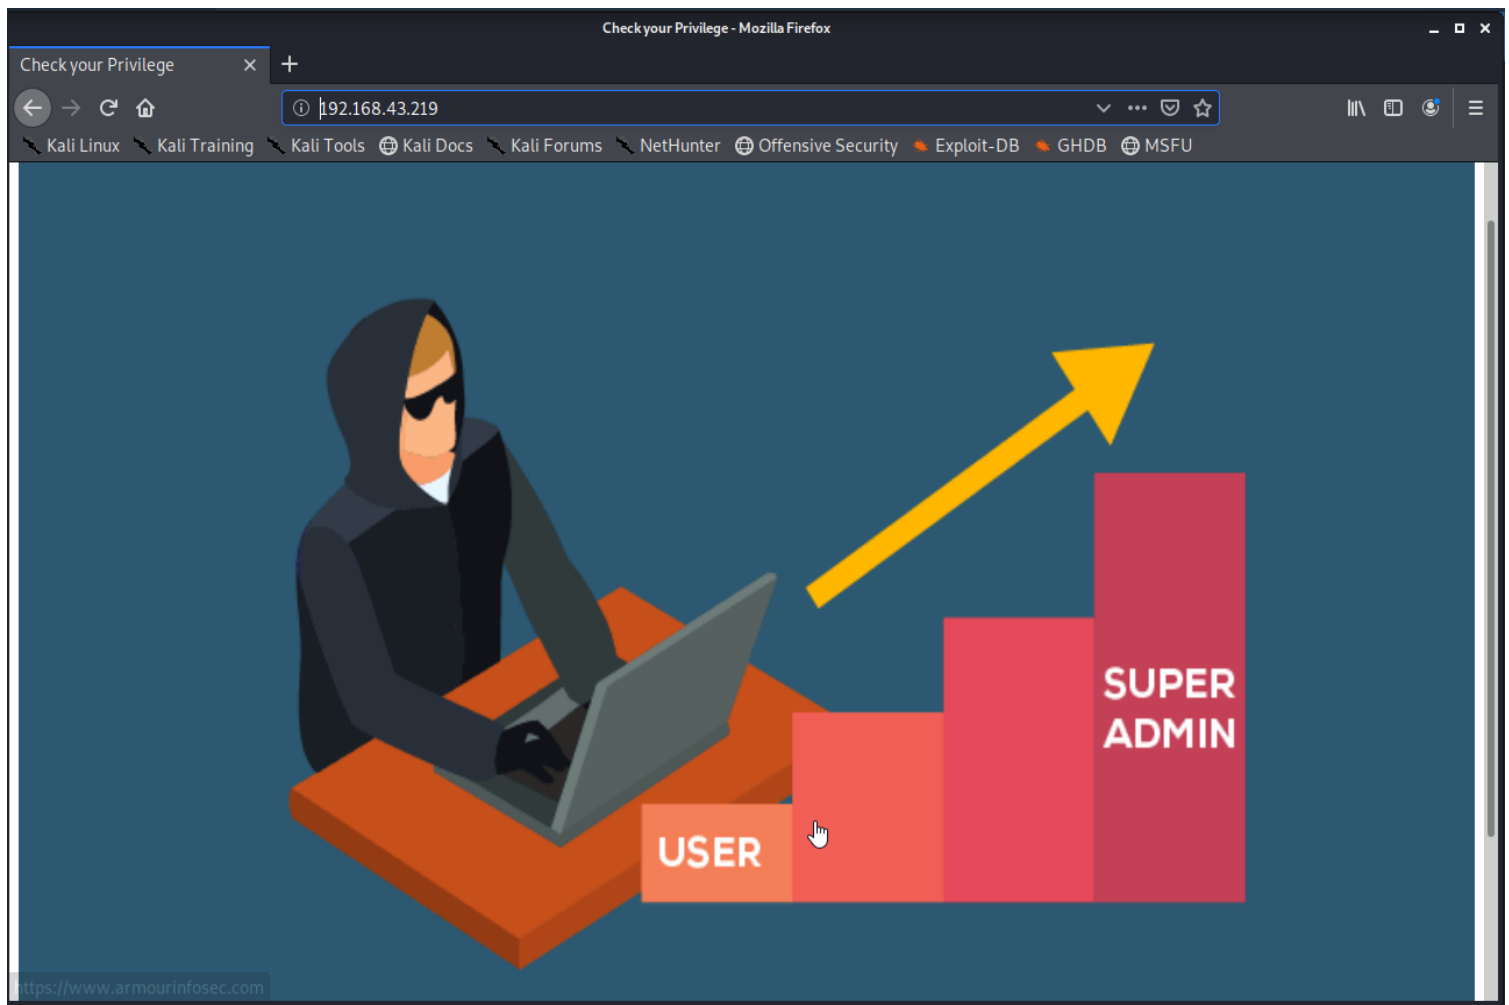 Check your Privilege - Mozilla Firefox
Check your Privilege
192.168.43.219
Kali Linux Kali Training Kali Tools Kali Docs Kali Forums NetHunter Offensive Security Exploit-DB GHDB MSFU
SUPER
ADMIN
USER
https://www.armourinfosec.com